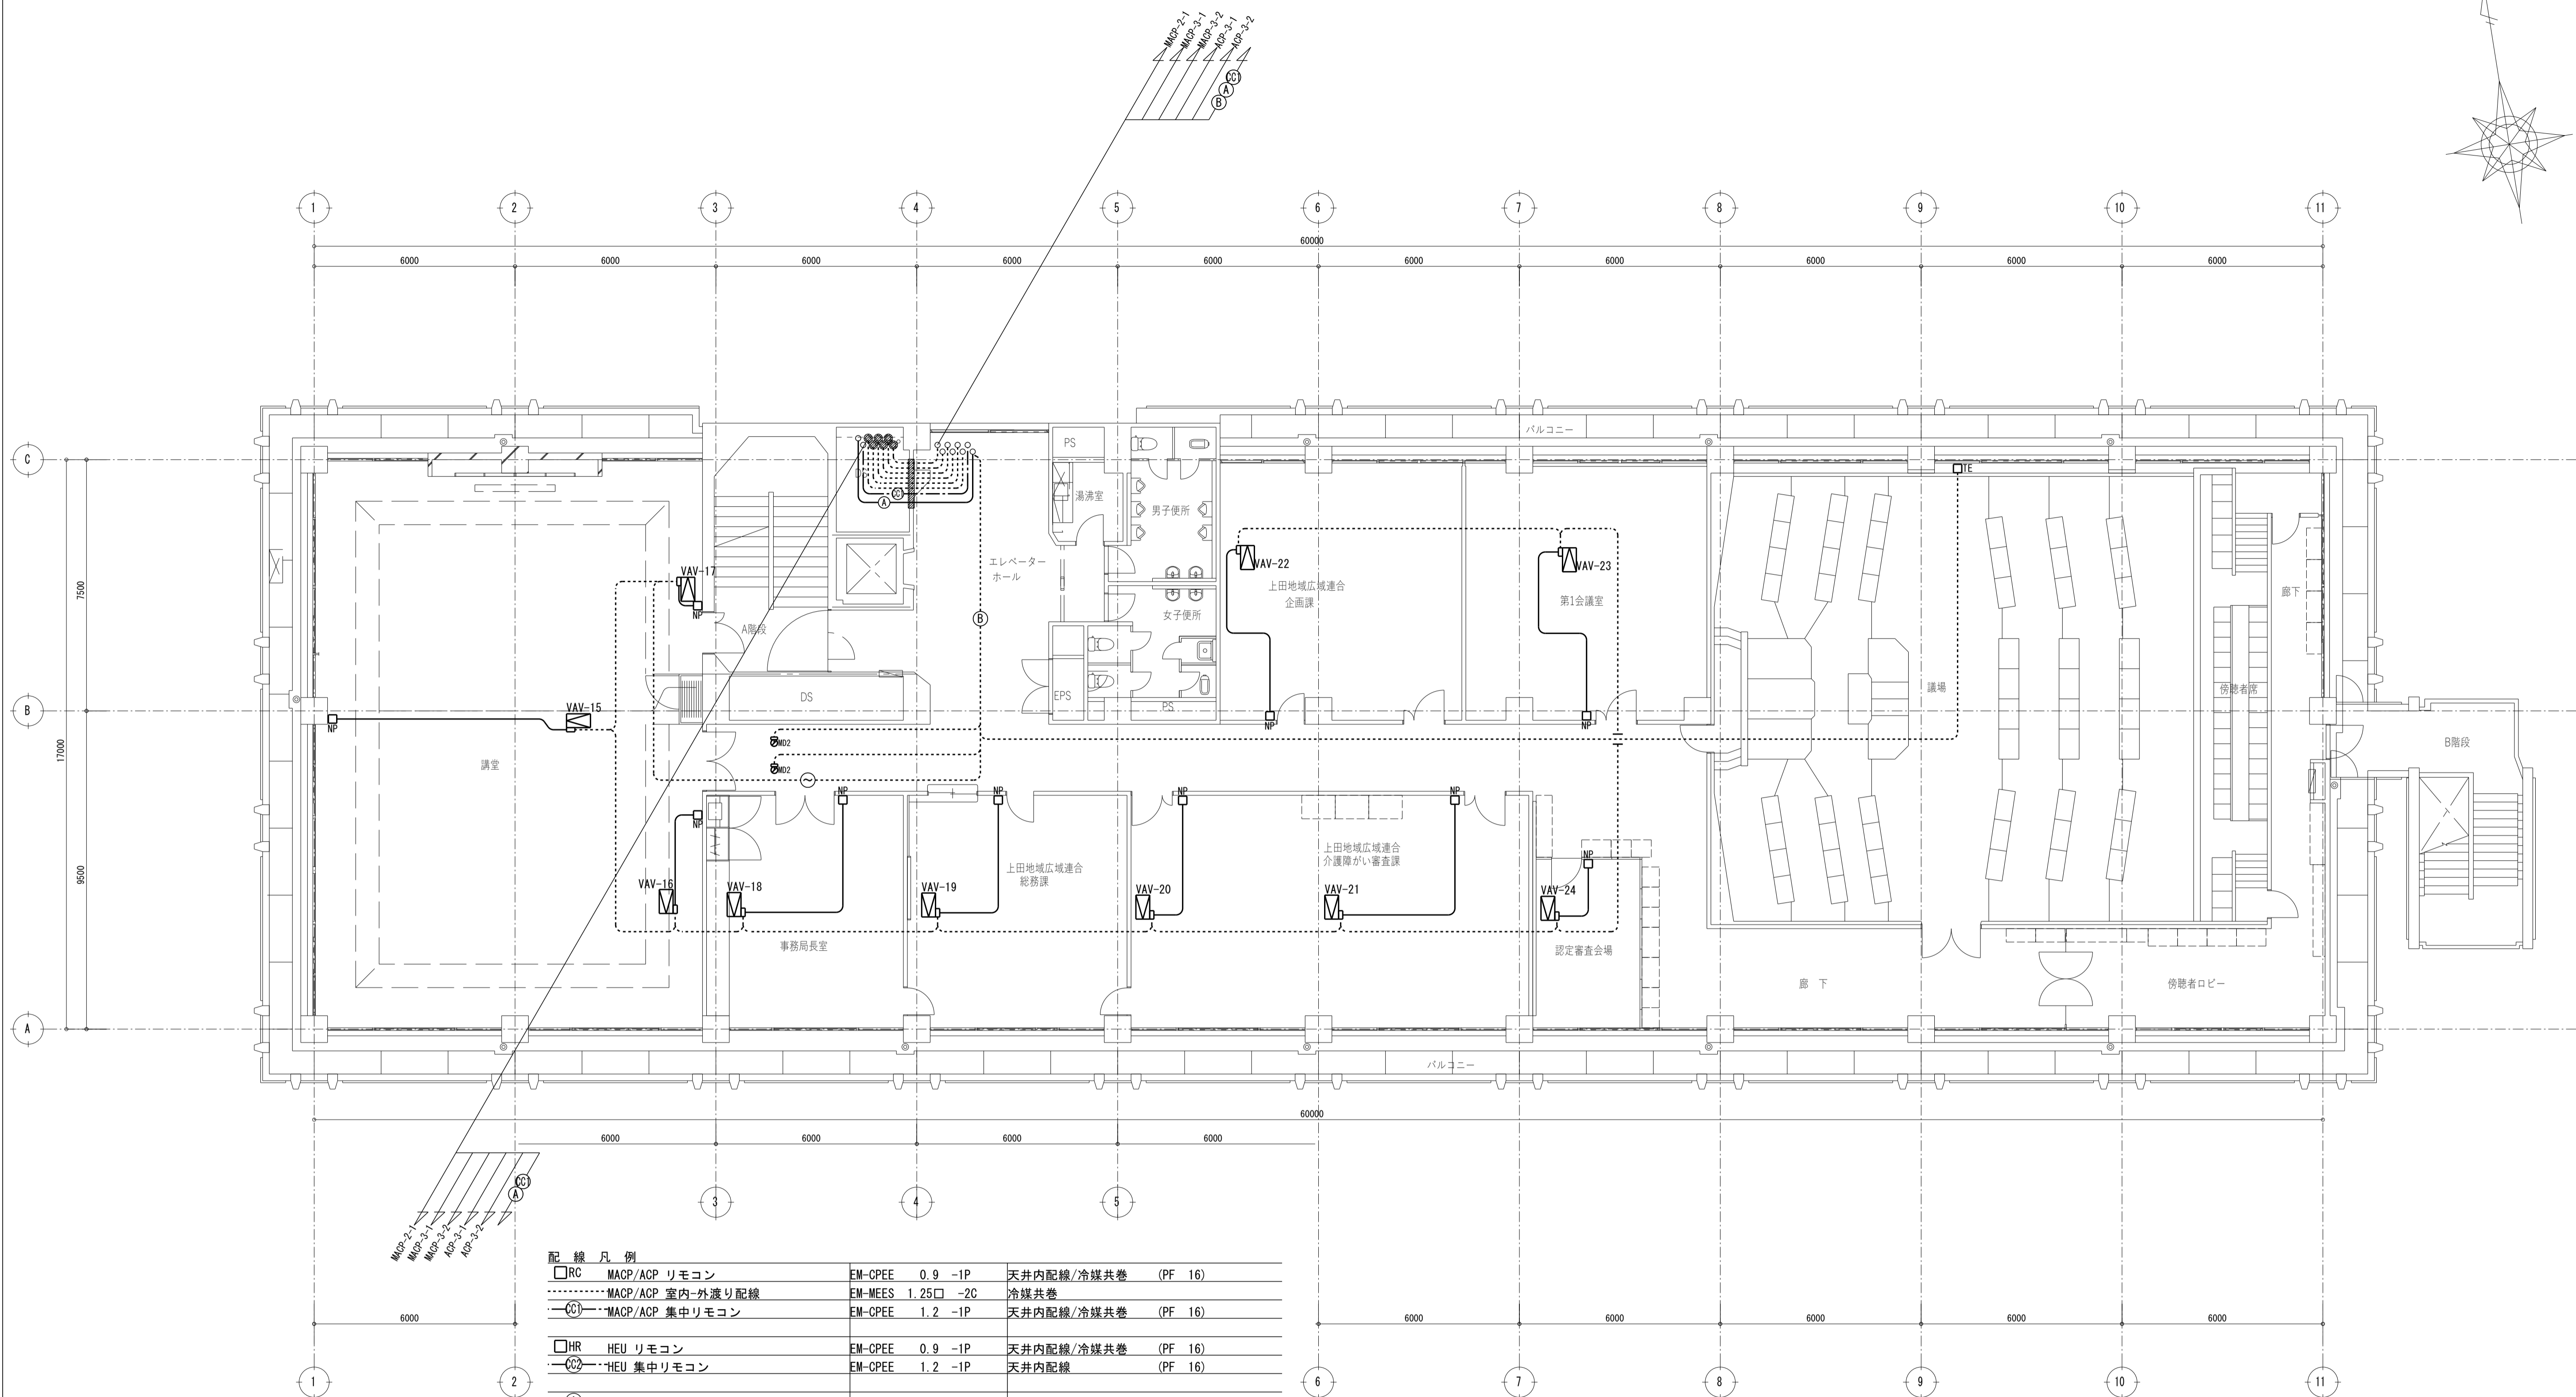 MACP-2-1
MACP-3-1
MACP-3-2
ACP-3-1
ACP-3-2
CC1
A
B
1 2 3 4 5 6 7 8 9 10 11
60000
6000 6000 6000 6000 6000 6000 6000 6000 6000 6000
バルコニー
C
PS
DS
CC1
A
湯沸室
男子便所
TE
エレベーター
ホール
VAV-17
NP
VAV-22
VAV-23
上田地域広域連合
企画課
第1会議室
廊下
7500
A階段
B
女子便所
議場
傍聴者席
DS
EPS
PS
B
VAV-15
NP
NP
NP
MD2
MD2
B階段
17000
講堂
NP
NP
NP
NP
NP
NP
9500
上田地域広域連合
総務課
上田地域広域連合
介護障がい審査課
VAV-16
VAV-18
VAV-19
VAV-20
VAV-21
VAV-24
事務局長室
認定審査会場
廊 下
傍聴者ロビー
A
バルコニー
60000
6000 6000 6000 6000
CC1
A
MACP-2-1
MACP-3-1
MACP-3-2
ACP-3-1
ACP-3-2
3 4 5
配 線 凡 例
RC MACP/ACP リモコン EM-CPEE 0.9 -1P 天井内配線/冷媒共巻 (PF 16)
MACP/ACP 室内-外渡り配線 EM-MEES 1.25□ -2C 冷媒共巻
CC1 MACP/ACP 集中リモコン EM-CPEE 1.2 -1P 天井内配線/冷媒共巻 (PF 16)
HR HEU リモコン EM-CPEE 0.9 -1P 天井内配線/冷媒共巻 (PF 16)
CC2 HEU 集中リモコン EM-CPEE 1.2 -1P 天井内配線 (PF 16)
6000 6000 6000 6000 6000 6000
1 2 6 7 8 9 10 11